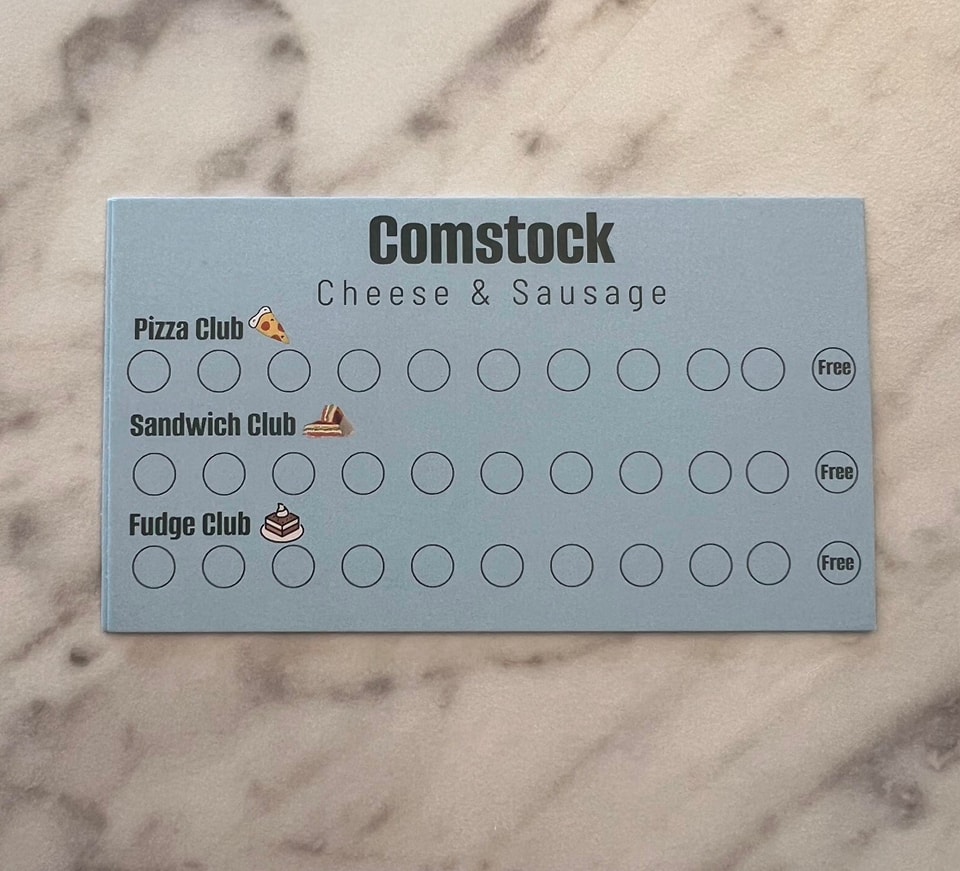 Comstock
Cheese & Sausage
Pizza Club
Free
Sandwich Club
Free
Fudge Club
Free